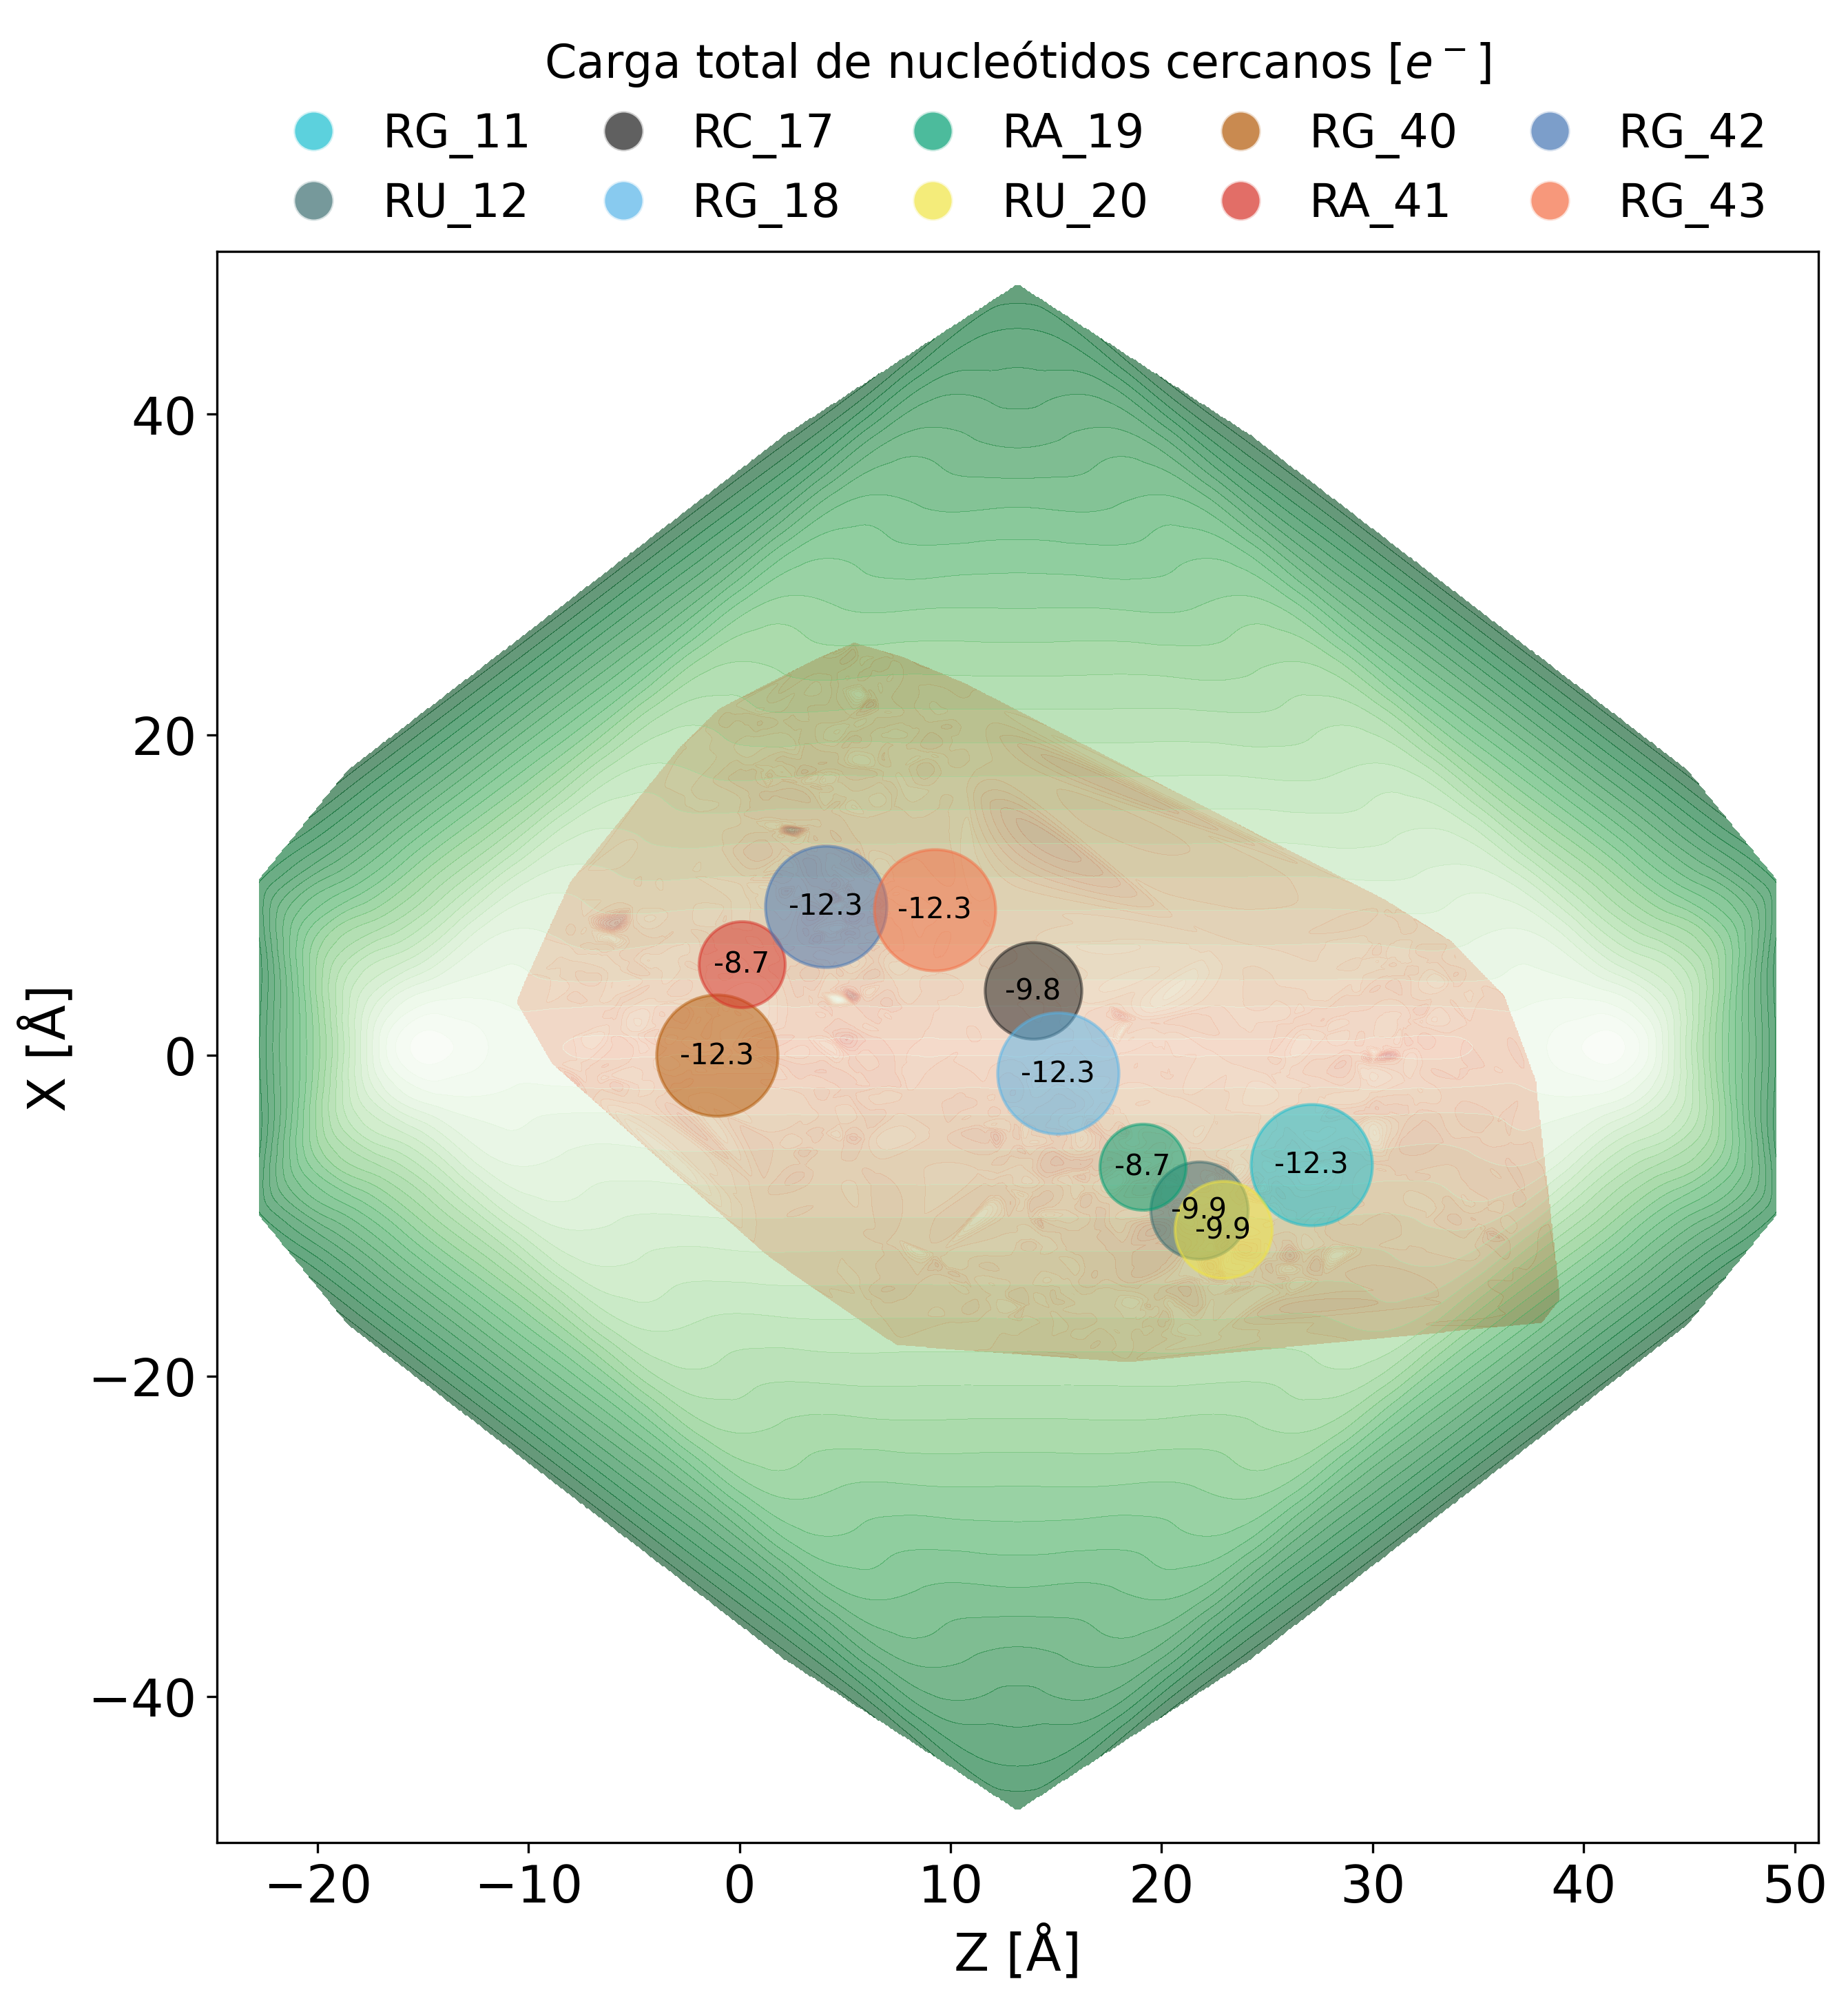 Carga total de nucleótidos cercanos [e⁻]
RG_11 RC_17 RA_19 RG_40 RG_42
RU_12 RG_18 RU_20 RA_41 RG_43
40
20
0
−20
−40
X [Å]
-12.3
-12.3
-8.7
-9.8
-12.3
-12.3
-8.7
-12.3
-9.9
-9.9
−20 −10 0 10 20 30 40 50
Z [Å]